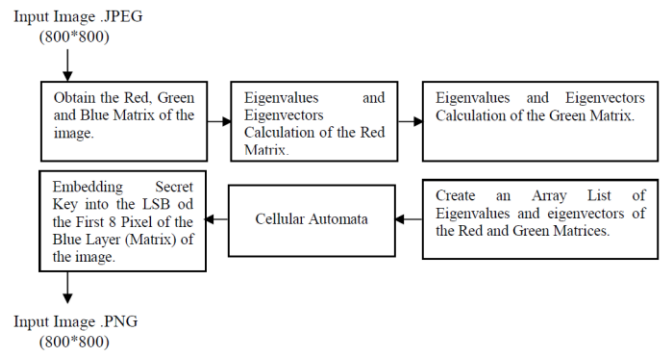 Input Image .JPEG
(800*800)
Obtain the Red, Green
and Blue Matrix of the
image.
Eigenvalues and
Eigenvectors
Calculation of the Red
Matrix.
Eigenvalues and Eigenvectors
Calculation of the Green Matrix.
Embedding Secret
Key into the LSB od
the First 8 Pixel of the
Blue Layer (Matrix) of
the image.
Cellular Automata
Create an Array List of
Eigenvalues and eigenvectors of
the Red and Green Matrices.
Input Image .PNG
(800*800)